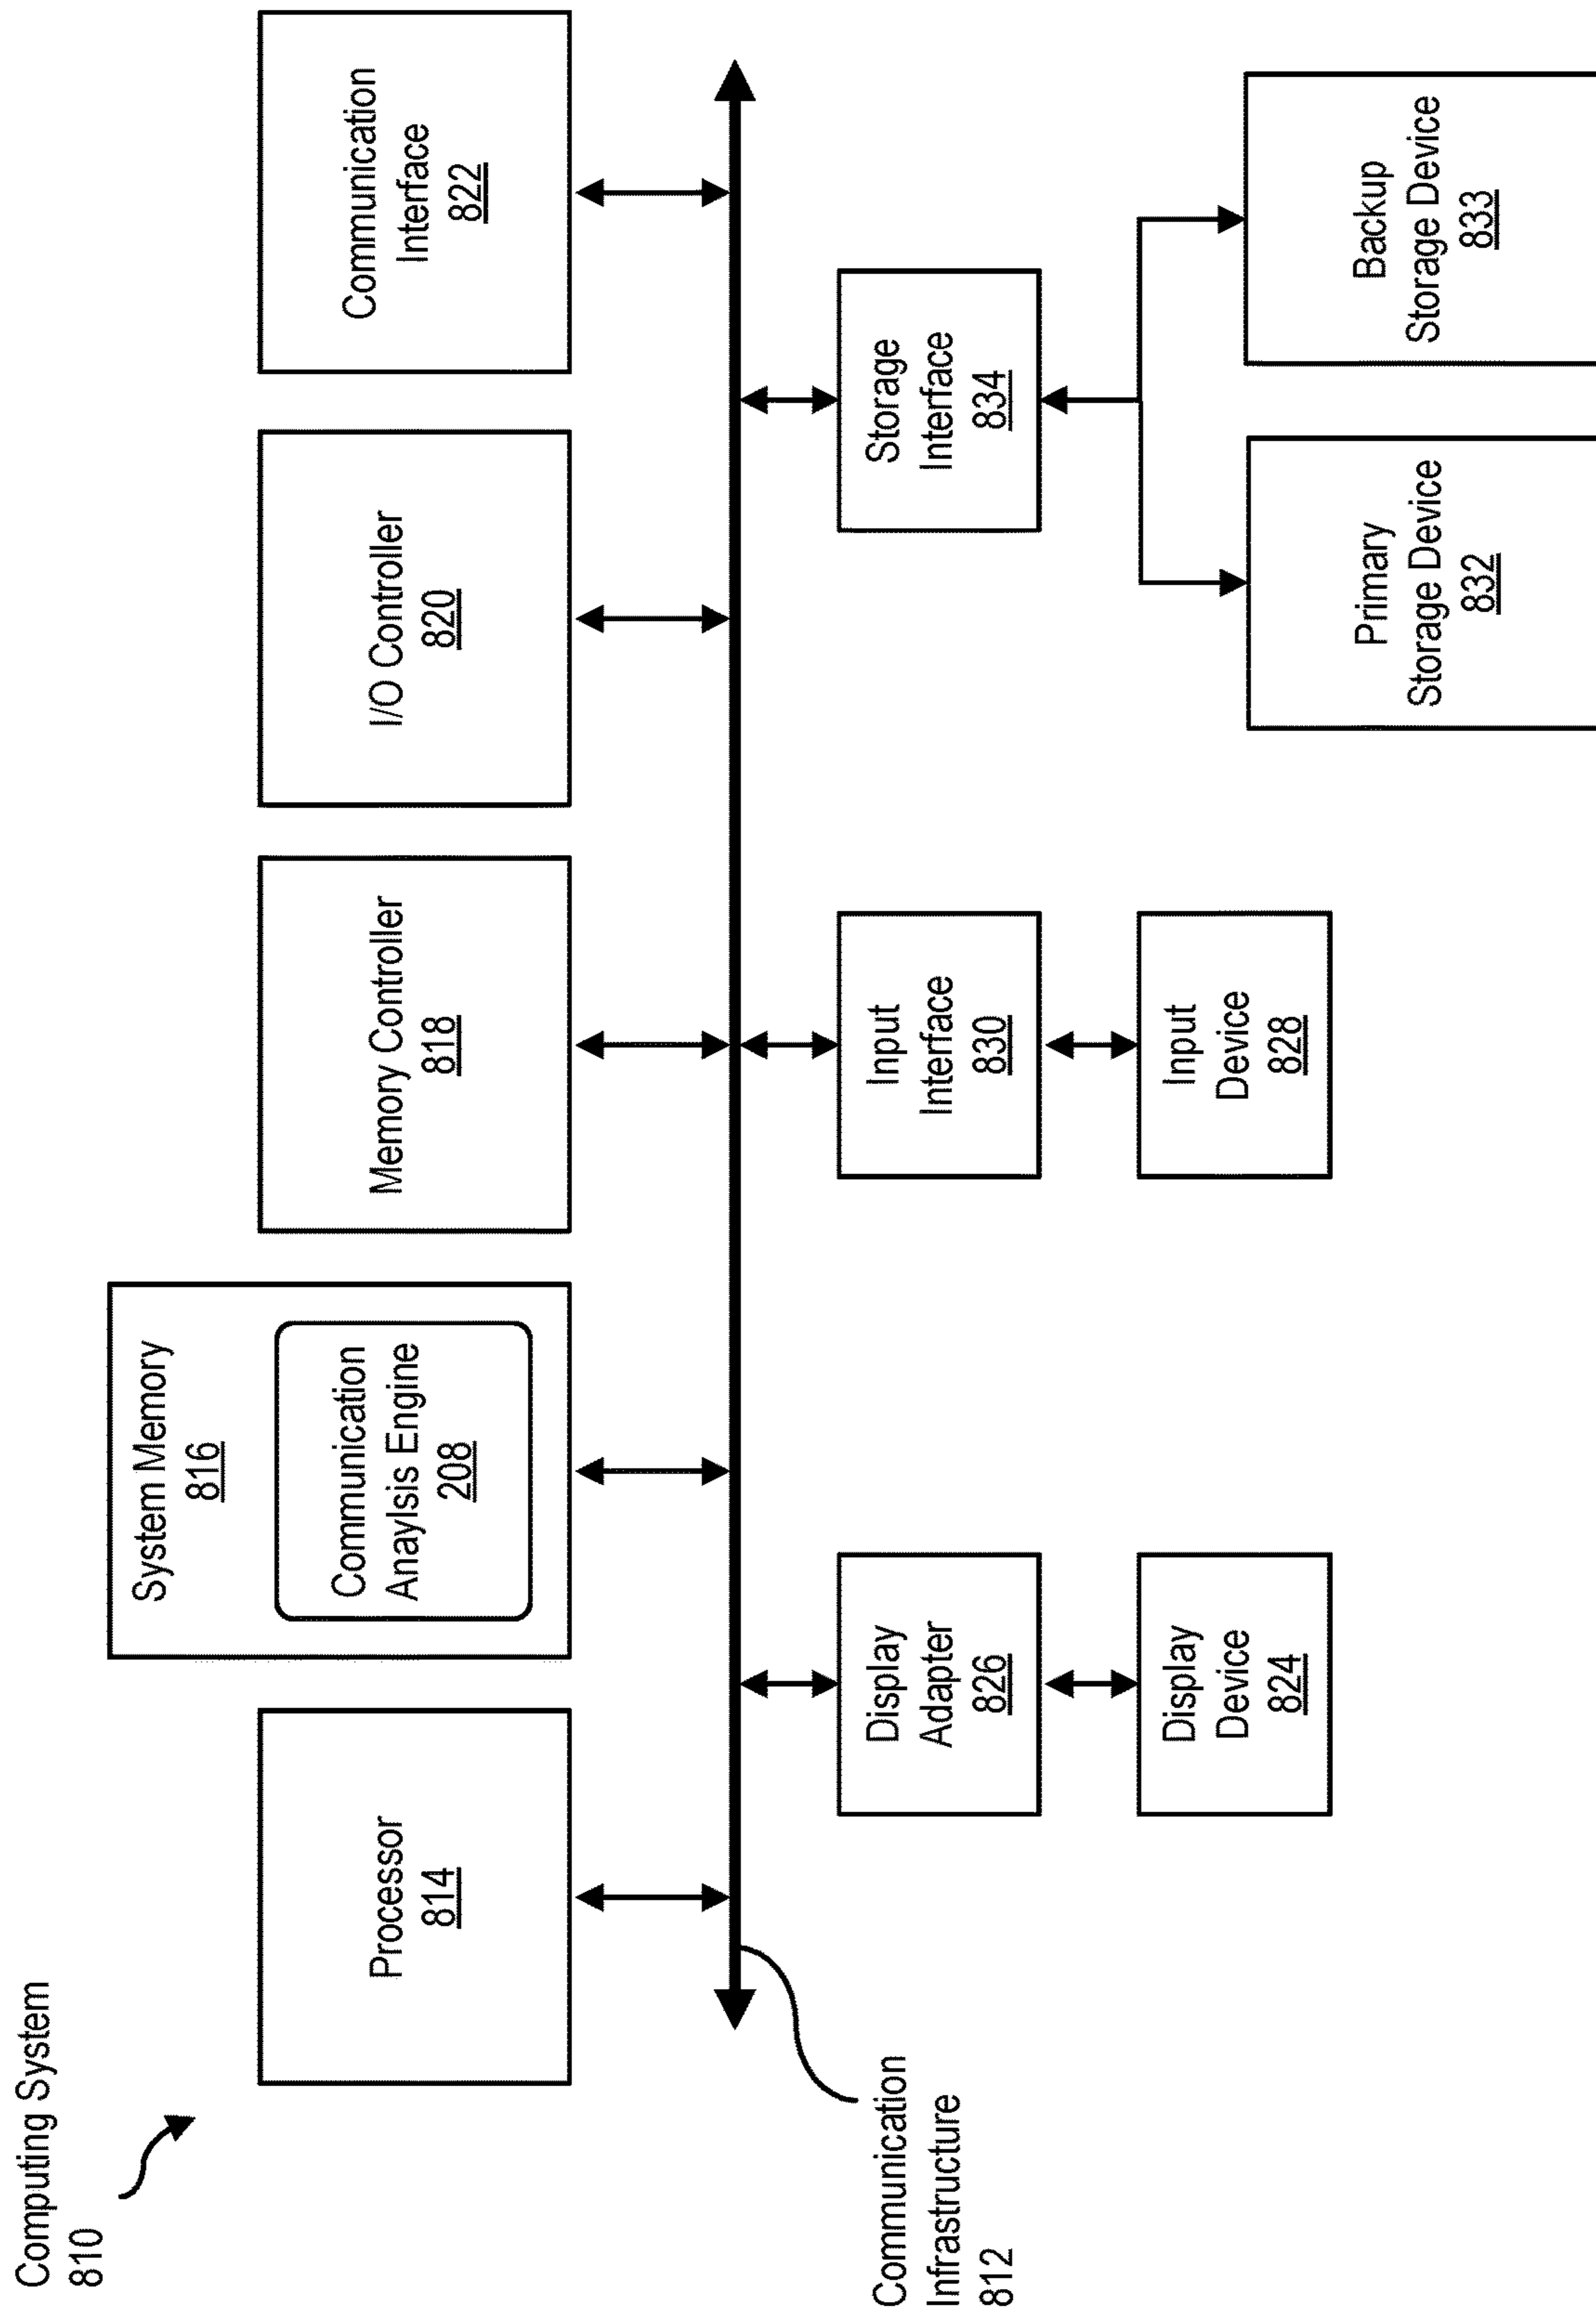 Computing System
810
Processor
814
System Memory
816
Communication
Anaylsis Engine
208
Memory Controller
818
I/O Controller
820
Communication
Interface
822
Communication
Infrastructure
812
Display
Adapter
826
Input
Interface
830
Storage
Interface
834
Display
Device
824
Input
Device
828
Primary
Storage Device
832
Backup
Storage Device
833